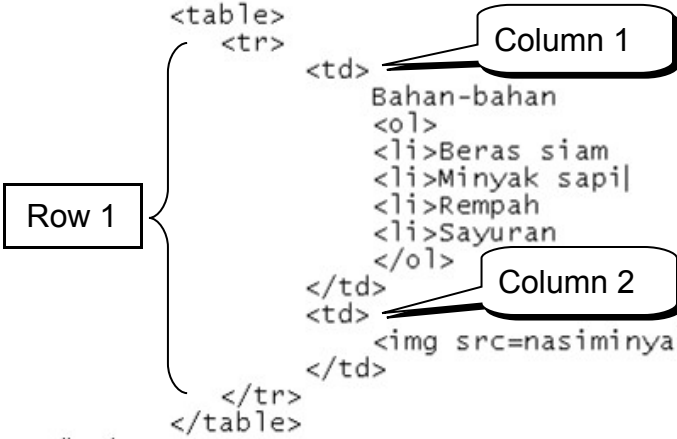 <table>
<tr>
Column 1
<td>
Bahan-bahan
<ol>
<li>Beras siam
<li>Minyak sapi
Row 1
<li>Rempah
<li>Sayuran
</ol>
</td>
Column 2
<td>
<img src=nasiminya
</td>
</tr>
</table>